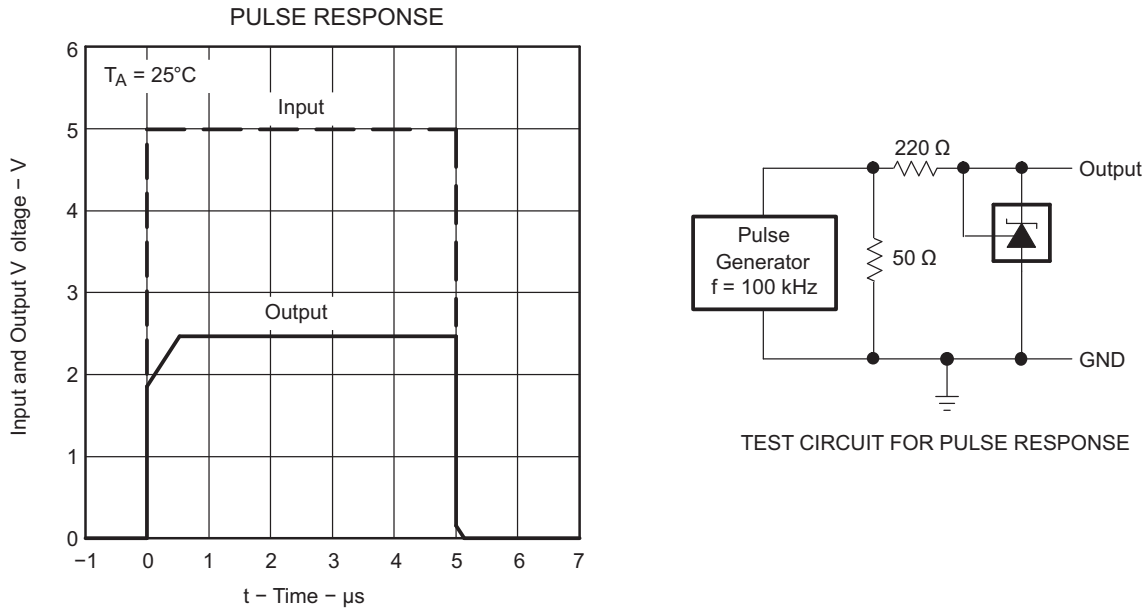 PULSE RESPONSE
6
5
4
3
2
1
0
T_A = 25°C
Input
Output
Input and Output V oltage − V
−1 0 1 2 3 4 5 6 7
t − Time − μs
220 Ω
Output
Pulse
Generator
f = 100 kHz
50 Ω
GND
TEST CIRCUIT FOR PULSE RESPONSE